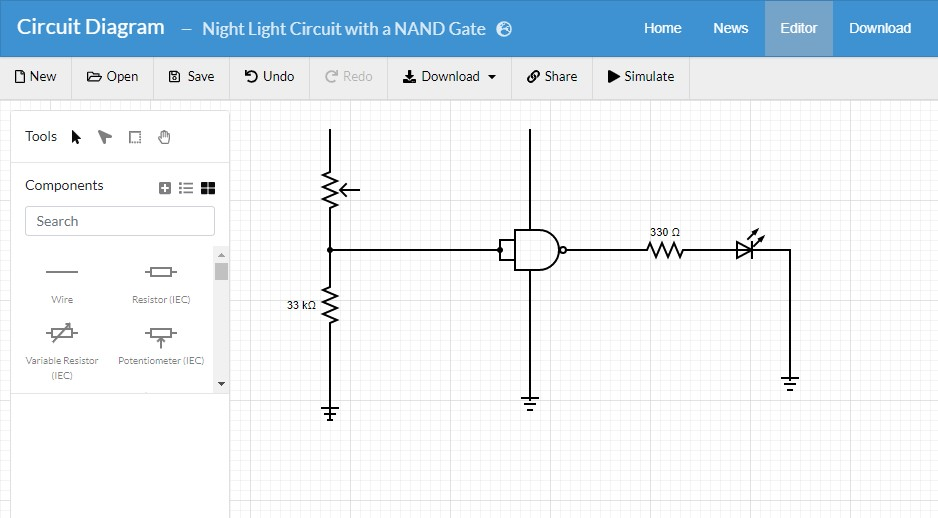 Circuit Diagram – Night Light Circuit with a NAND Gate Home News Editor Download
New Open Save Undo Redo Download Share Simulate
Tools
Components
Search
Wire Resistor (IEC)
Variable Resistor (IEC) Potentiometer (IEC)
33 kΩ
330 Ω